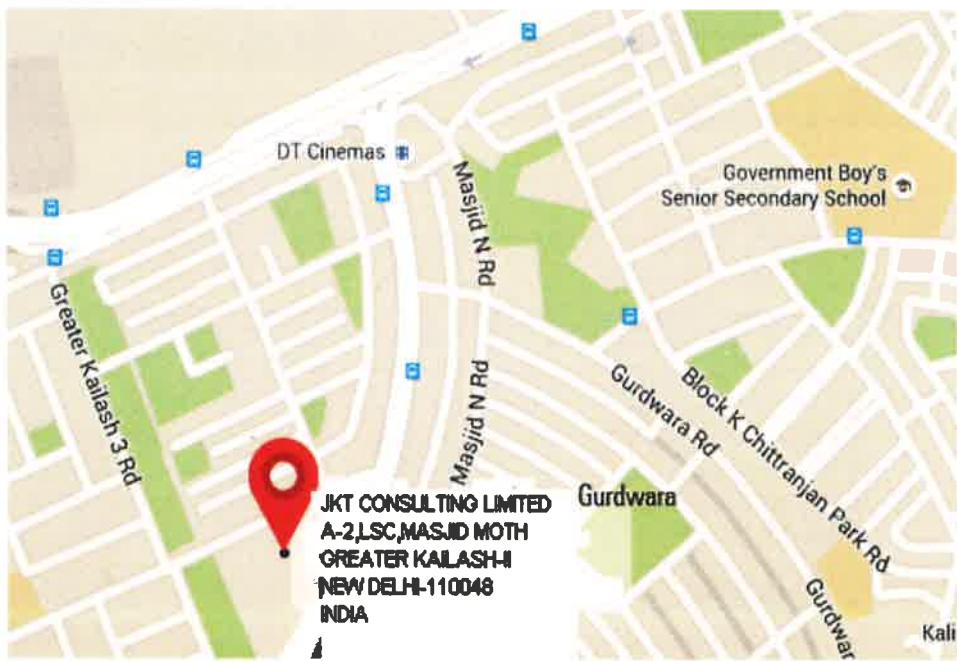 DT Cinemas
Masjid N Rd
Government Boy's
Senior Secondary School
Greater Kailash 3 Rd
Masjid N Rd
Gurdwara Rd
Block K Chittranjan Park Rd
JKT CONSULTING LIMITED
A-2,LSC,MASJID MOTH
GREATER KAILASH-II
NEW DELHI-110048
INDIA
Gurdwara
Gurdwar
Kali